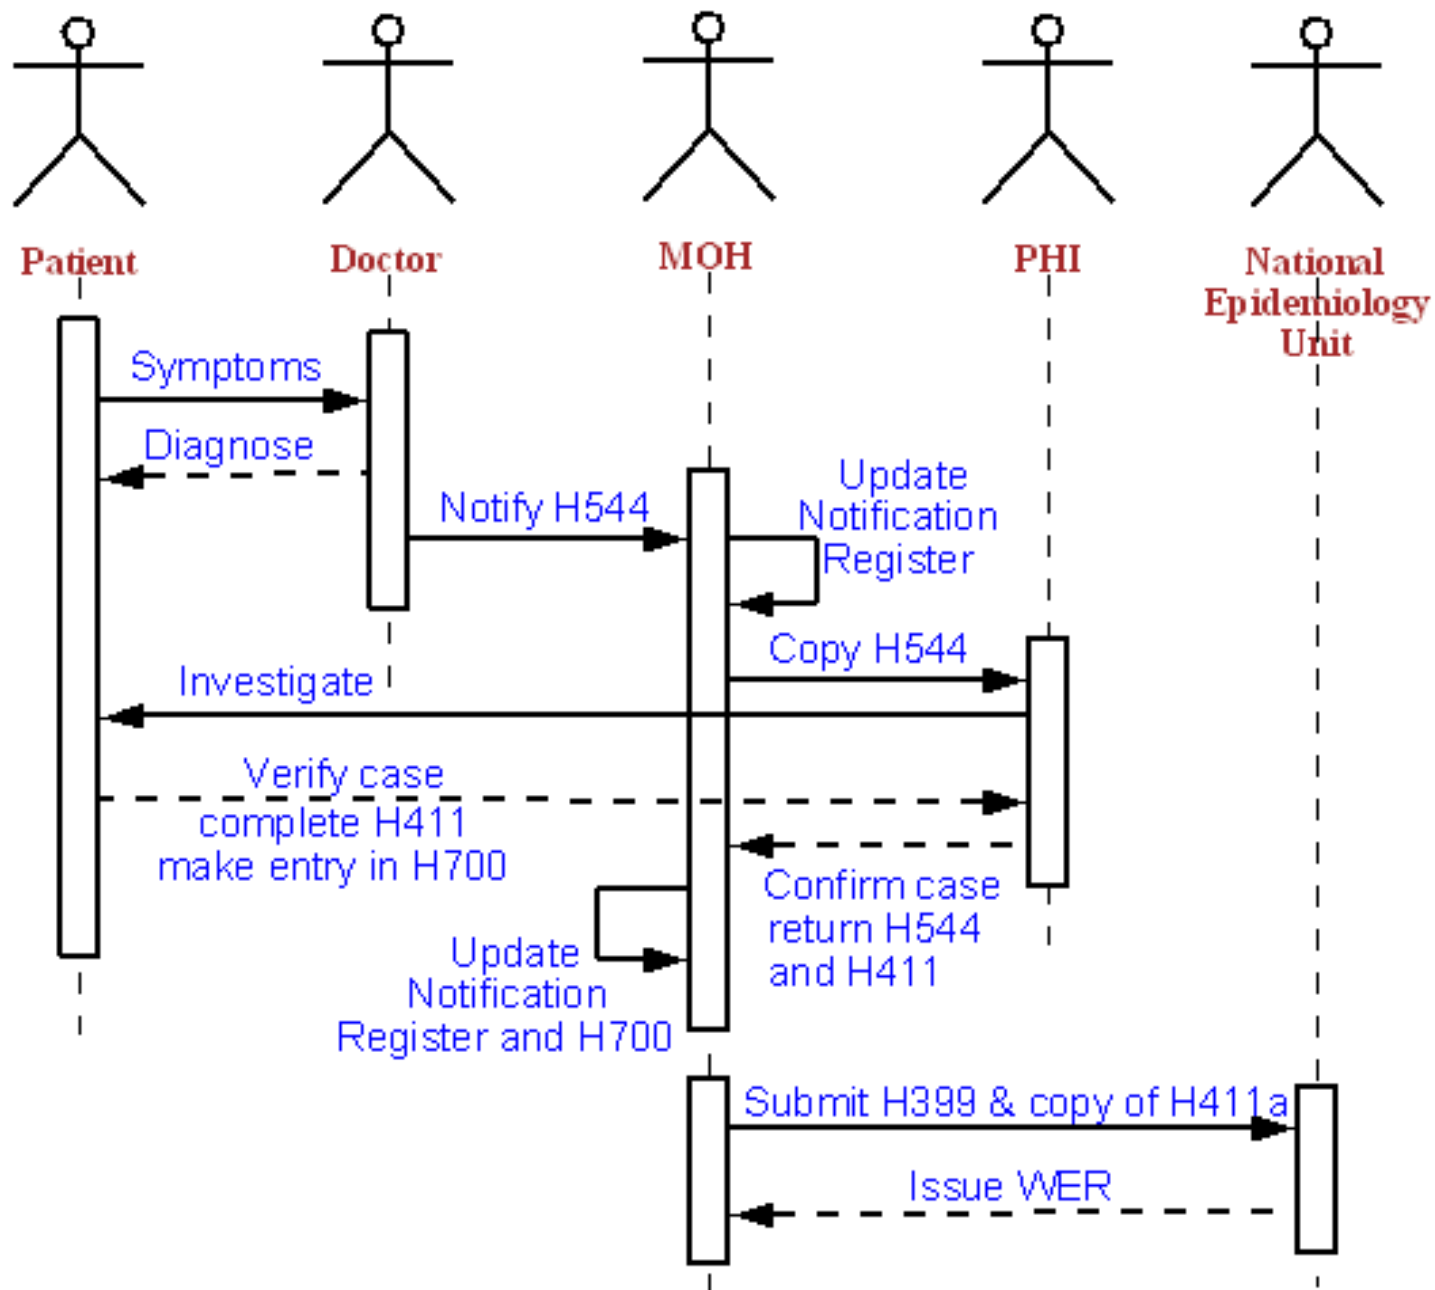 Patient
Doctor
MOH
PHI
National
Epidemiology
Unit
Symptoms
Diagnose
Notify H544
Update
Notification
Register
Copy H544
Investigate
Verify case
complete H411
make entry in H700
Confirm case
return H544
and H411
Update
Notification
Register and H700
Submit H399 & copy of H411a
Issue WER